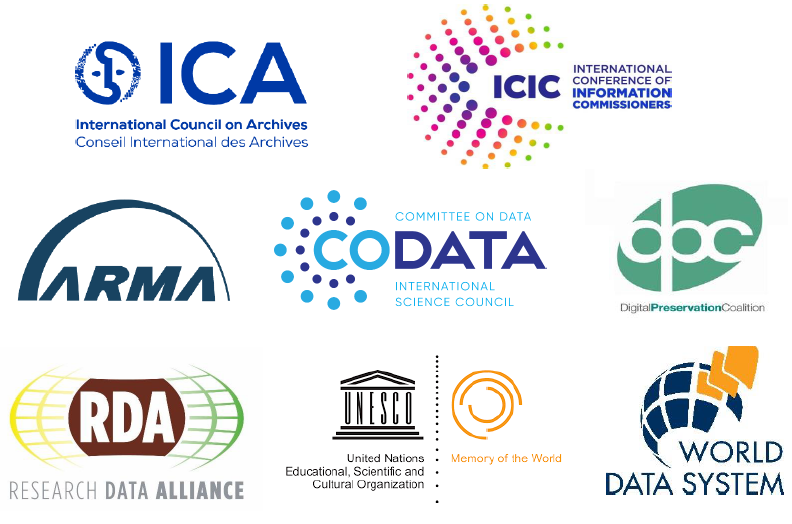 ICA
International Council on Archives
Conseil International des Archives
ICIC
INTERNATIONAL
CONFERENCE OF
INFORMATION
COMMISSIONERS
ARMA
COMMITTEE ON DATA
CODATA
INTERNATIONAL
SCIENCE COUNCIL
dpc
DigitalPreservationCoalition
RDA
RESEARCH DATA ALLIANCE
UNESCO
United Nations
Educational, Scientific and
Cultural Organization
Memory of the World
WORLD
DATA SYSTEM